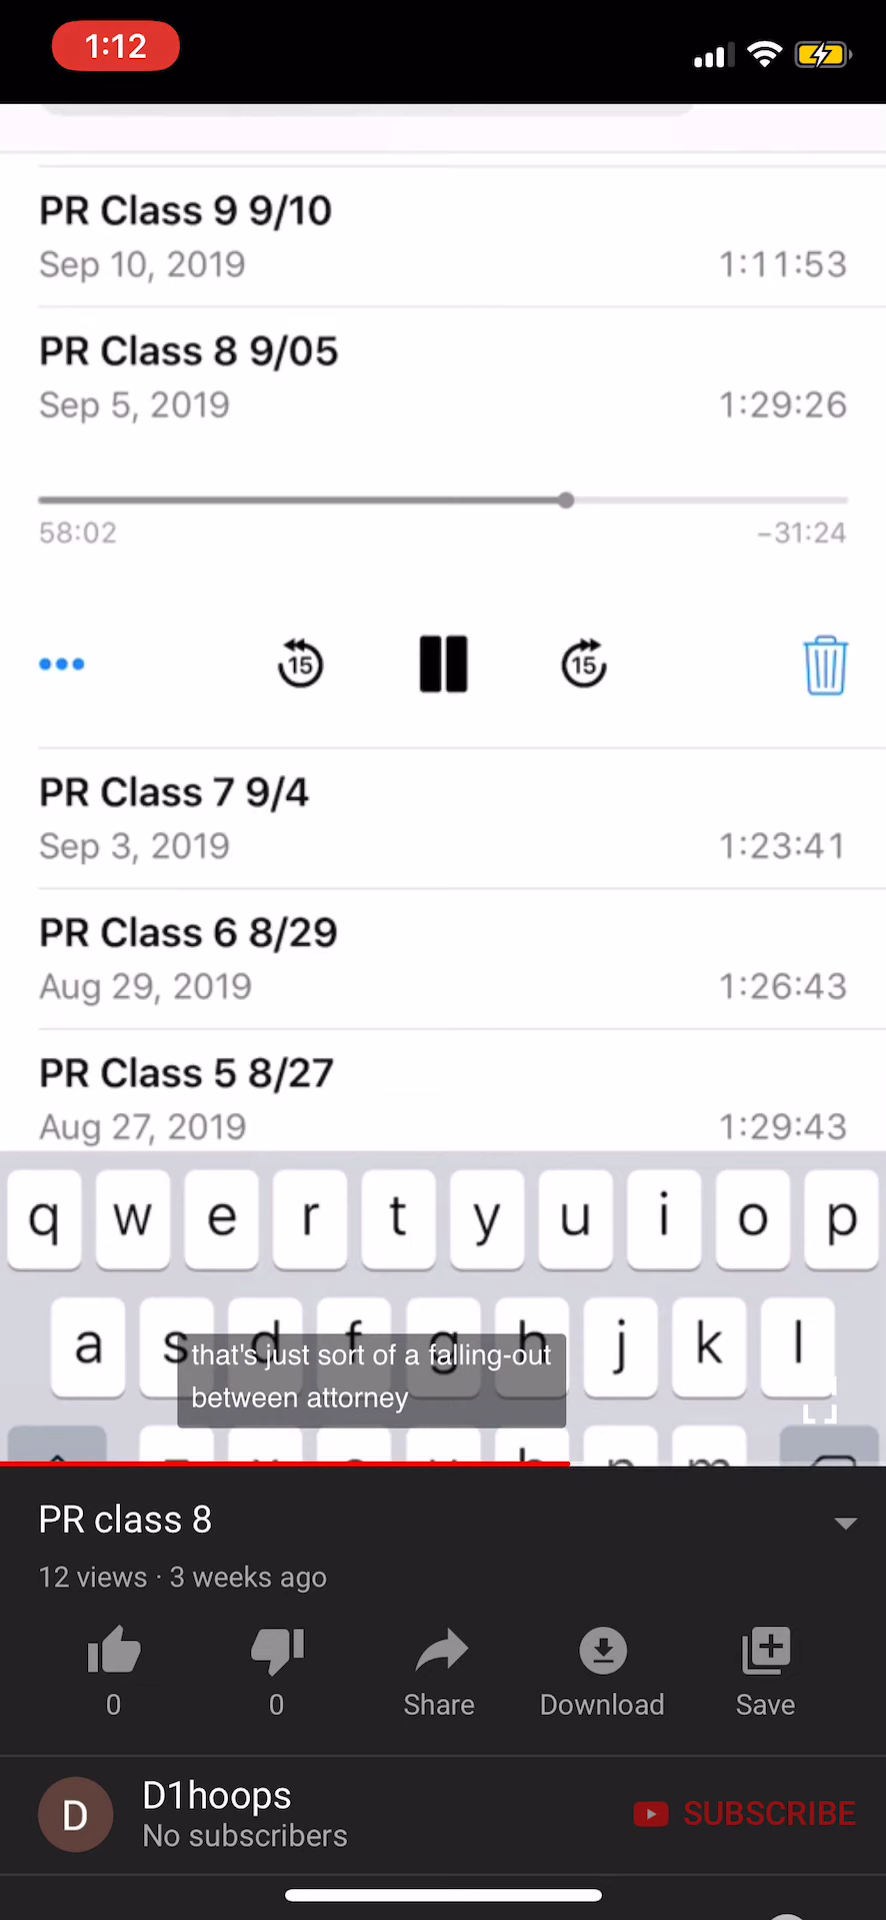 1:12
PR Class 9 9/10
Sep 10, 2019
1:11:53
PR Class 8 9/05
Sep 5, 2019
1:29:26
58:02
-31:24
15
15
PR Class 7 9/4
Sep 3, 2019
1:23:41
PR Class 6 8/29
Aug 29, 2019
1:26:43
PR Class 5 8/27
Aug 27, 2019
1:29:43
q w e r t y u i o p
a s d f g h j k l
that's just sort of a falling-out
between attorney
PR class 8
12 views · 3 weeks ago
0
0
Share
Download
Save
D
D1hoops
No subscribers
SUBSCRIBE